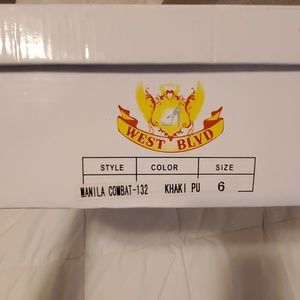 WEST BLVD
STYLE COLOR SIZE
MANILA COMBAT-132 KHAKI PU 6